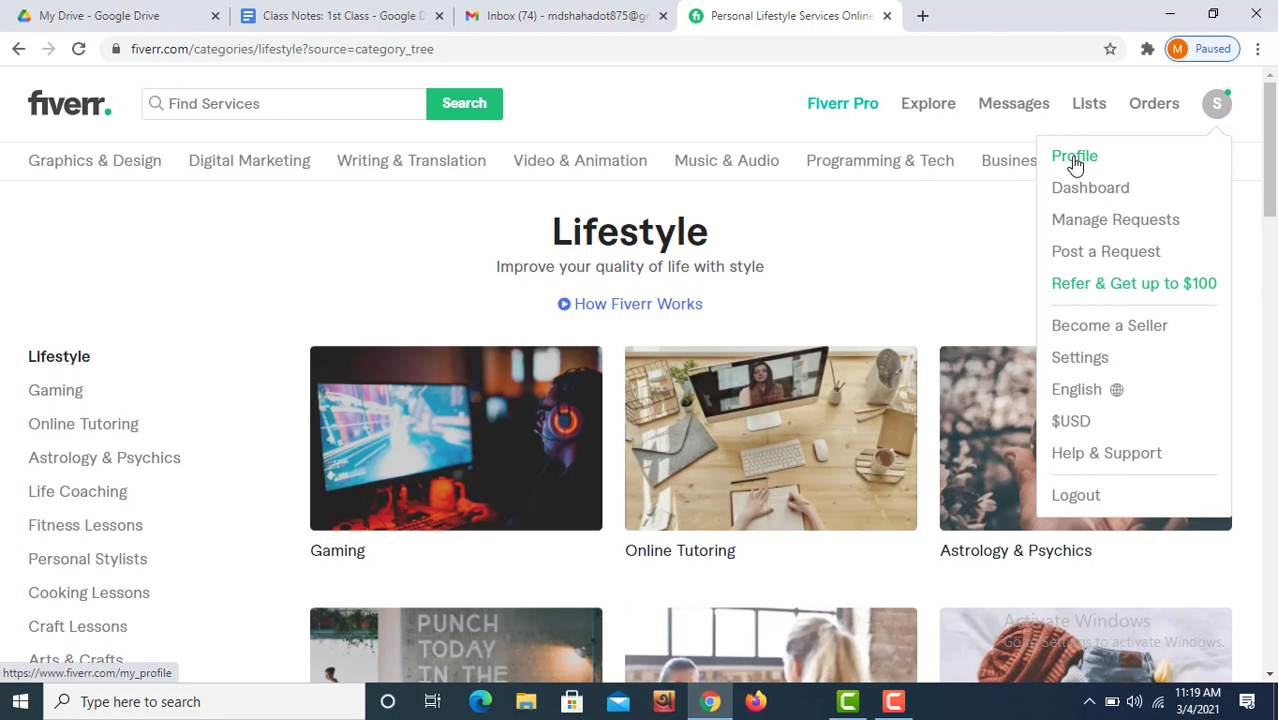 My Drive - Google Drive
Class Notes: 1st Class - Google D
Inbox (74) - mdshahadot875@gm
Personal Lifestyle Services Online
fiverr.com/categories/lifestyle?source=category_tree
M Paused
fiverr.
Find Services
Search
Fiverr Pro
Explore
Messages
Lists
Orders
S
Graphics & Design
Digital Marketing
Writing & Translation
Video & Animation
Music & Audio
Programming & Tech
Busines
Profile
Dashboard
Manage Requests
Post a Request
Refer & Get up to $100
Become a Seller
Settings
English
$USD
Help & Support
Logout
Lifestyle
Improve your quality of life with style
How Fiverr Works
Lifestyle
Gaming
Online Tutoring
Astrology & Psychics
Life Coaching
Fitness Lessons
Personal Stylists
Cooking Lessons
Craft Lessons
Arts & Crafts
Gaming
Online Tutoring
Astrology & Psychics
PUNCH
TODAY
IN THE
Activate Windows
Go to Settings to activate Windows.
https://www.fiverr.com/my_profile
Type here to search
11:19 AM
3/4/2021